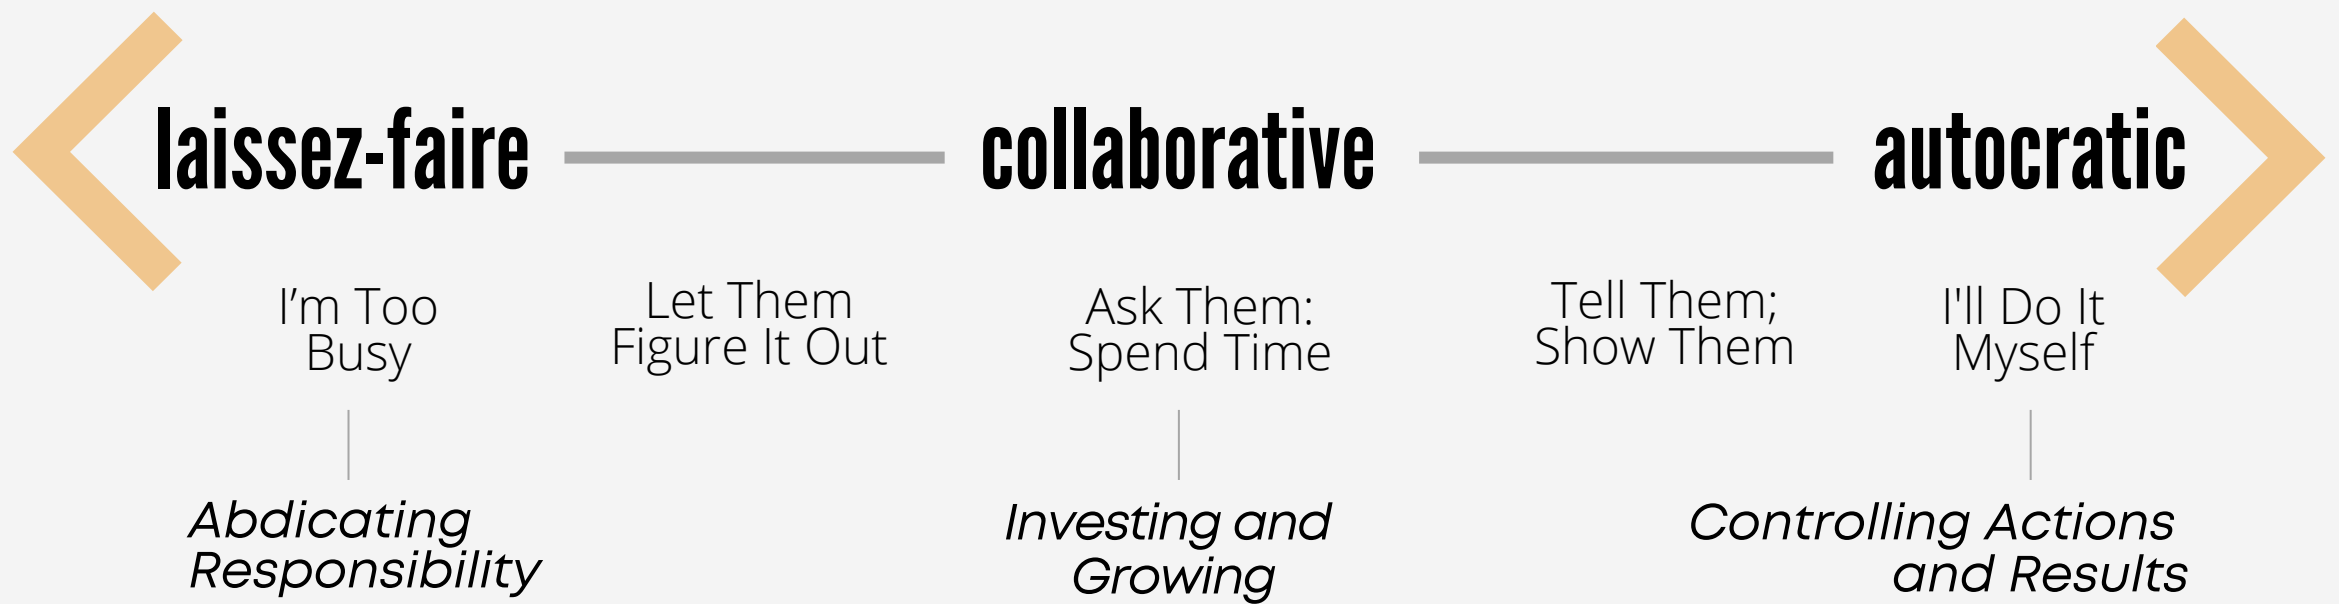 laissez-faire
collaborative
autocratic
I’m Too
Busy
Let Them
Figure It Out
Ask Them:
Spend Time
Tell Them;
Show Them
I'll Do It
Myself
Abdicating
Responsibility
Investing and
Growing
Controlling Actions
and Results